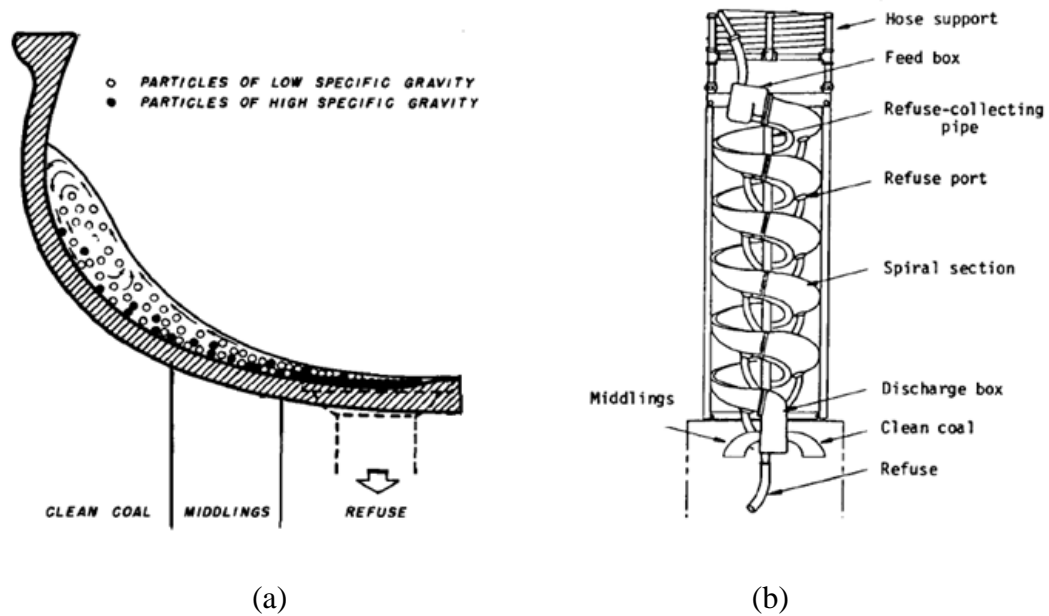 PARTICLES OF LOW SPECIFIC GRAVITY
PARTICLES OF HIGH SPECIFIC GRAVITY
CLEAN COAL
MIDDLINGS
REFUSE
(a)
Hose support
Feed box
Refuse-collecting
pipe
Refuse port
Spiral section
Discharge box
Middlings
Clean coal
Refuse
(b)